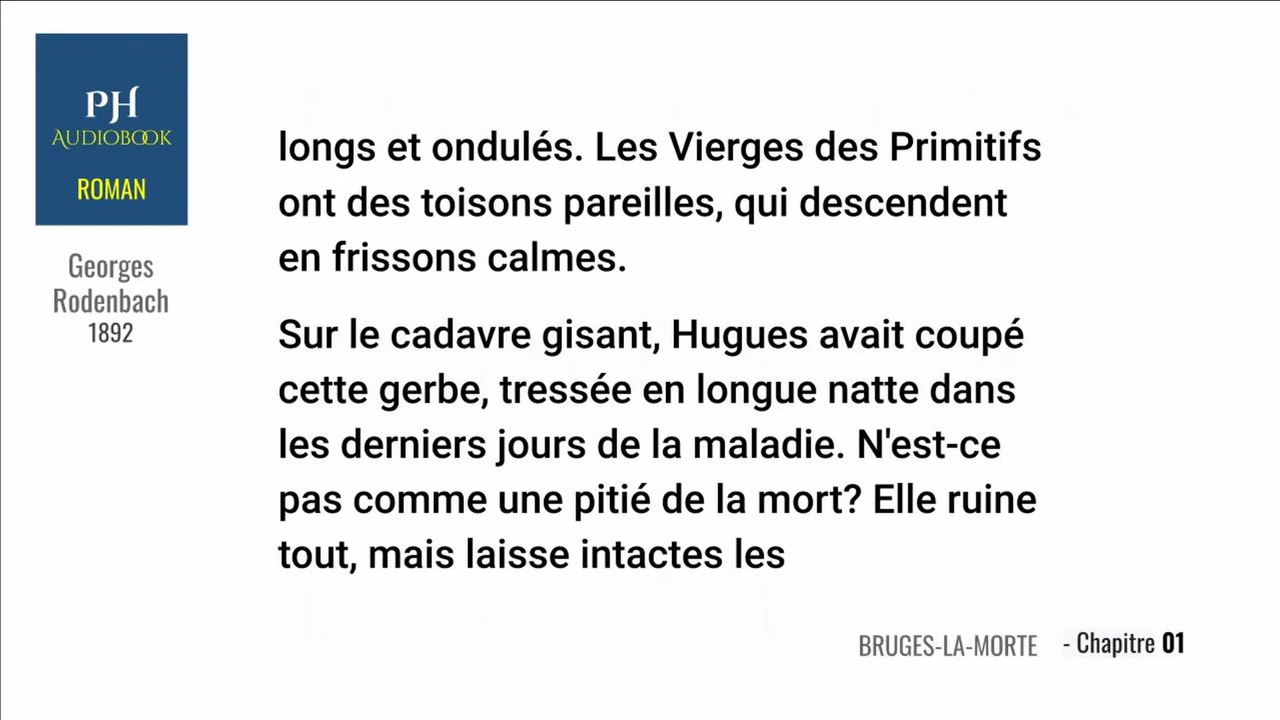 PH
AUDIOBOOK
ROMAN
Georges
Rodenbach
1892
longs et ondulés. Les Vierges des Primitifs
ont des toisons pareilles, qui descendent
en frissons calmes.
Sur le cadavre gisant, Hugues avait coupé
cette gerbe, tressée en longue natte dans
les derniers jours de la maladie. N'est-ce
pas comme une pitié de la mort? Elle ruine
tout, mais laisse intactes les
BRUGES-LA-MORTE - Chapitre 01